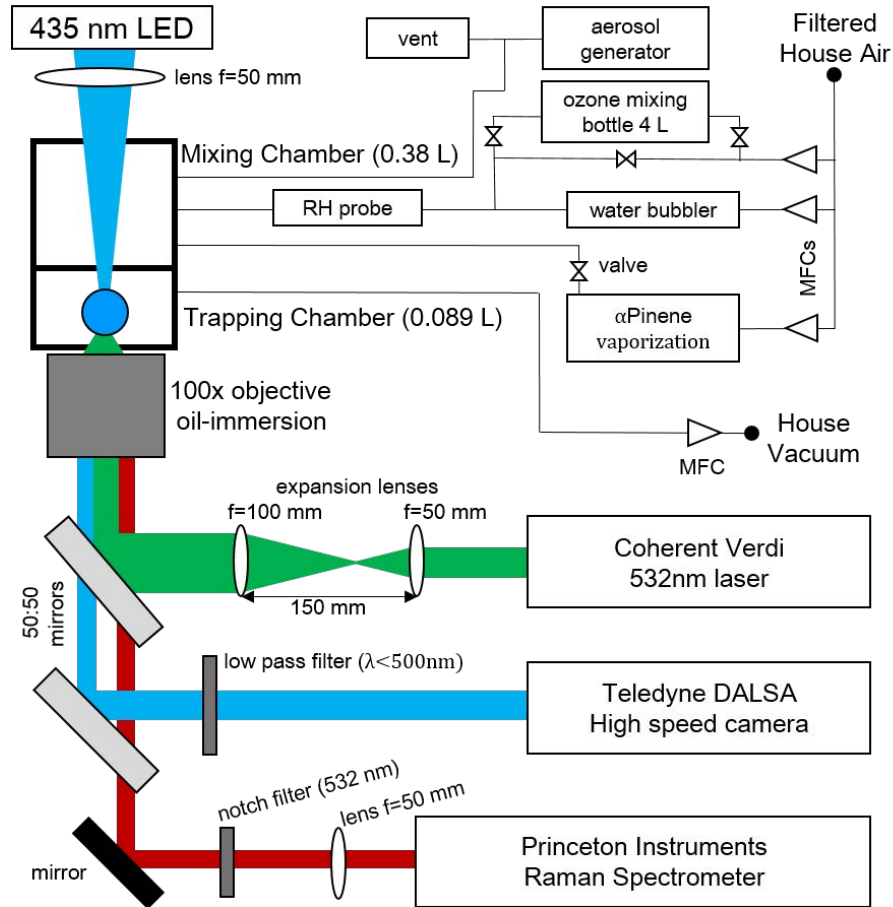 435 nm LED
lens f=50 mm
vent
aerosol
generator
Filtered
House Air
ozone mixing
bottle 4 L
Mixing Chamber (0.38 L)
RH probe
water bubbler
MFCs
valve
Trapping Chamber (0.089 L)
αPinene
vaporization
100x objective
oil-immersion
House
Vacuum
MFC
expansion lenses
f=100 mm
f=50 mm
150 mm
Coherent Verdi
532nm laser
50:50
mirrors
low pass filter (λ<500nm)
Teledyne DALSA
High speed camera
notch filter (532 nm)
lens f=50 mm
mirror
Princeton Instruments
Raman Spectrometer